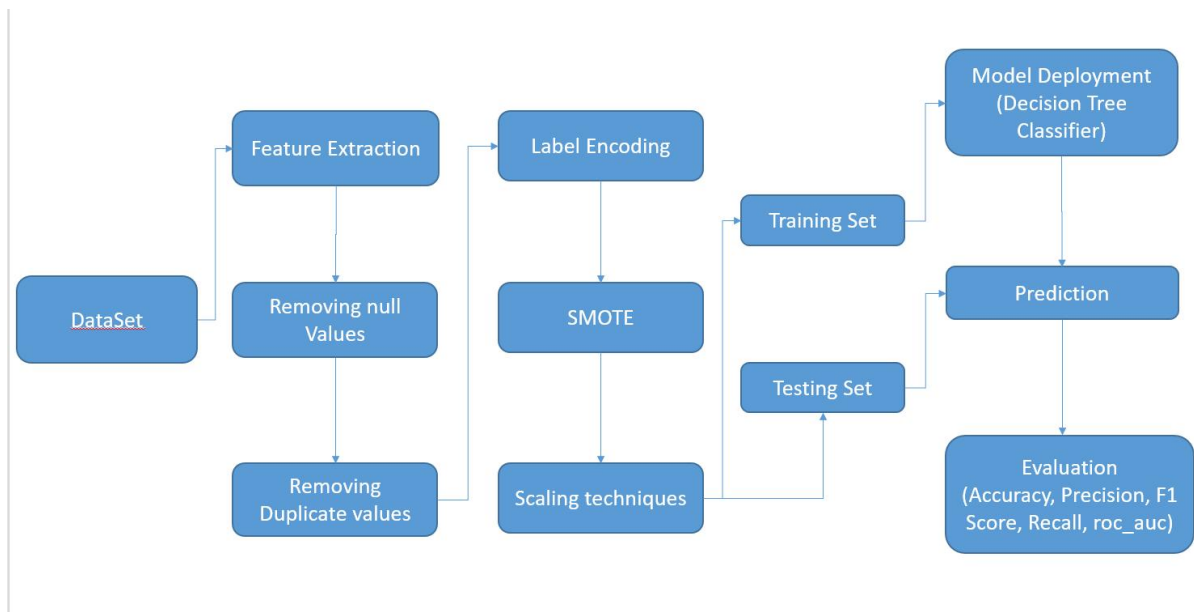 DataSet
Feature Extraction
Removing null
Values
Removing
Duplicate values
Label Encoding
SMOTE
Scaling techniques
Training Set
Testing Set
Model Deployment
(Decision Tree
Classifier)
Prediction
Evaluation
(Accuracy, Precision, F1
Score, Recall, roc_auc)